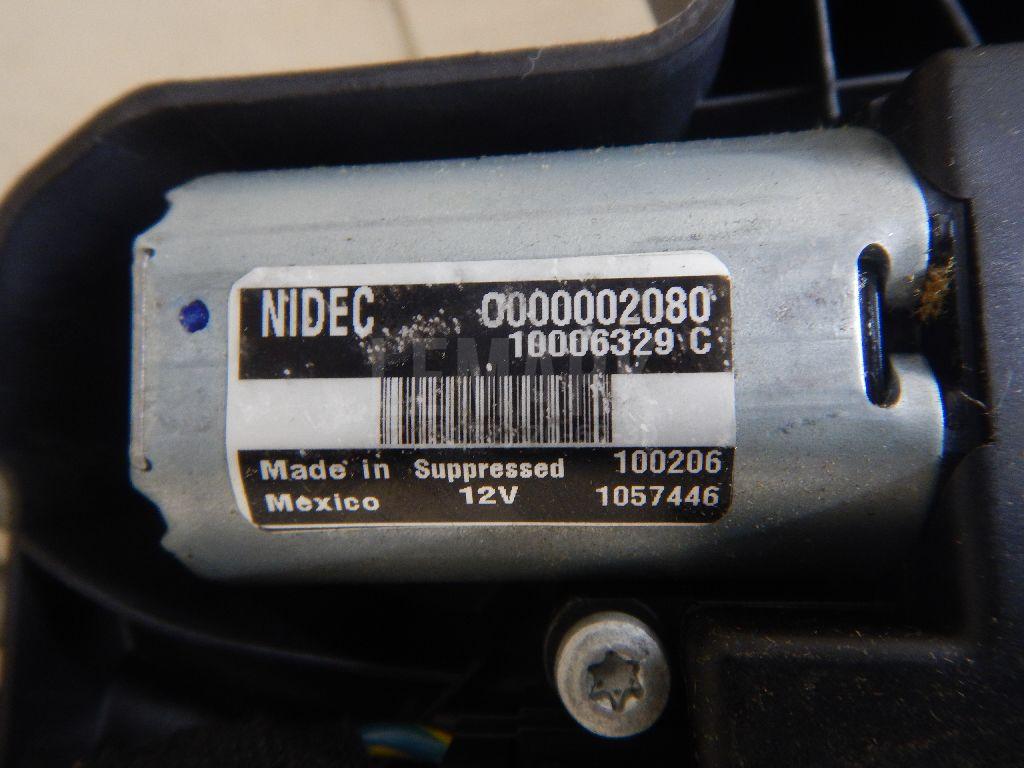 NIDEC 0000002080
10006329 C
Made in Suppressed 100206
Mexico 12V 1057446